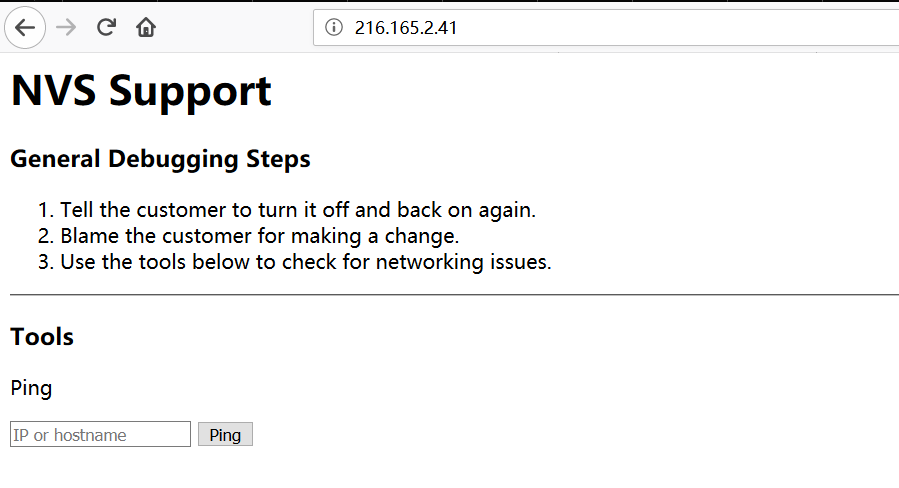 216.165.2.41
NVS Support
General Debugging Steps
1. Tell the customer to turn it off and back on again.
2. Blame the customer for making a change.
3. Use the tools below to check for networking issues.
Tools
Ping
IP or hostname Ping